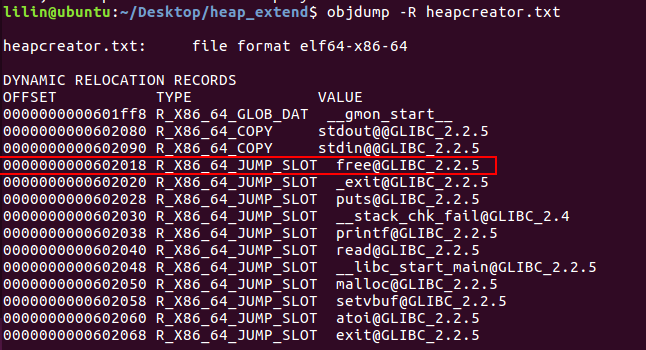 lilin@ubuntu:~/Desktop/heap_extend$ objdump -R heapcreator.txt
heapcreator.txt:     file format elf64-x86-64
DYNAMIC RELOCATION RECORDS
OFFSET           TYPE              VALUE
0000000000601ff8 R_X86_64_GLOB_DAT  __gmon_start__
0000000000602080 R_X86_64_COPY     stdout@@GLIBC_2.2.5
0000000000602090 R_X86_64_COPY     stdin@@GLIBC_2.2.5
0000000000602018 R_X86_64_JUMP_SLOT  free@GLIBC_2.2.5
0000000000602020 R_X86_64_JUMP_SLOT  _exit@GLIBC_2.2.5
0000000000602028 R_X86_64_JUMP_SLOT  puts@GLIBC_2.2.5
0000000000602030 R_X86_64_JUMP_SLOT  __stack_chk_fail@GLIBC_2.4
0000000000602038 R_X86_64_JUMP_SLOT  printf@GLIBC_2.2.5
0000000000602040 R_X86_64_JUMP_SLOT  read@GLIBC_2.2.5
0000000000602048 R_X86_64_JUMP_SLOT  __libc_start_main@GLIBC_2.2.5
0000000000602050 R_X86_64_JUMP_SLOT  malloc@GLIBC_2.2.5
0000000000602058 R_X86_64_JUMP_SLOT  setvbuf@GLIBC_2.2.5
0000000000602060 R_X86_64_JUMP_SLOT  atoi@GLIBC_2.2.5
0000000000602068 R_X86_64_JUMP_SLOT  exit@GLIBC_2.2.5